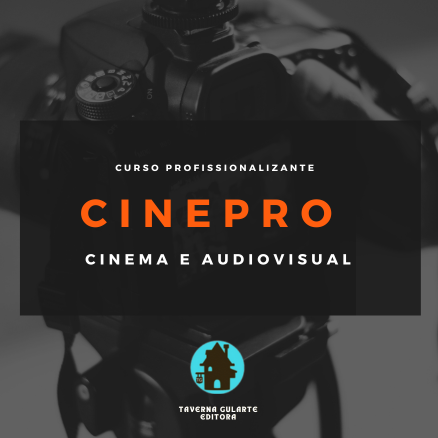 CURSO PROFISSIONALIZANTE
CINEPRO
CINEMA E AUDIOVISUAL
TAVERNA GULARTE
EDITORA